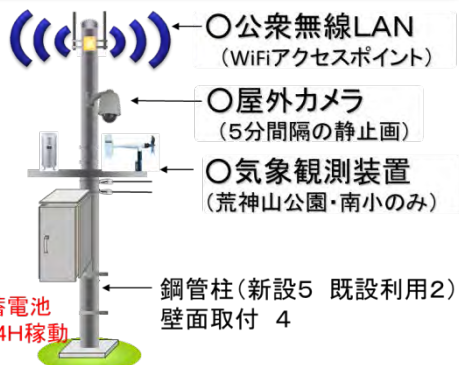 〇公衆無線LAN
(WiFiアクセスポイント)
〇屋外カメラ
(5分間隔の静止画)
〇気象観測装置
(荒神山公園・南小のみ)
鋼管柱(新設5 既設利用2)
壁面取付 4
蓄電池
4H稼動